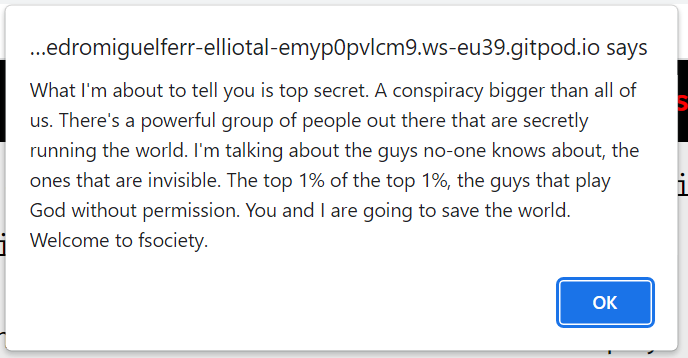 ...edromiguelferr-elliotal-emyp0pvlcm9.ws-eu39.gitpod.io says
What I'm about to tell you is top secret. A conspiracy bigger than all of
us. There's a powerful group of people out there that are secretly
running the world. I'm talking about the guys no-one knows about, the
ones that are invisible. The top 1% of the top 1%, the guys that play
God without permission. You and I are going to save the world.
Welcome to fsociety.
OK